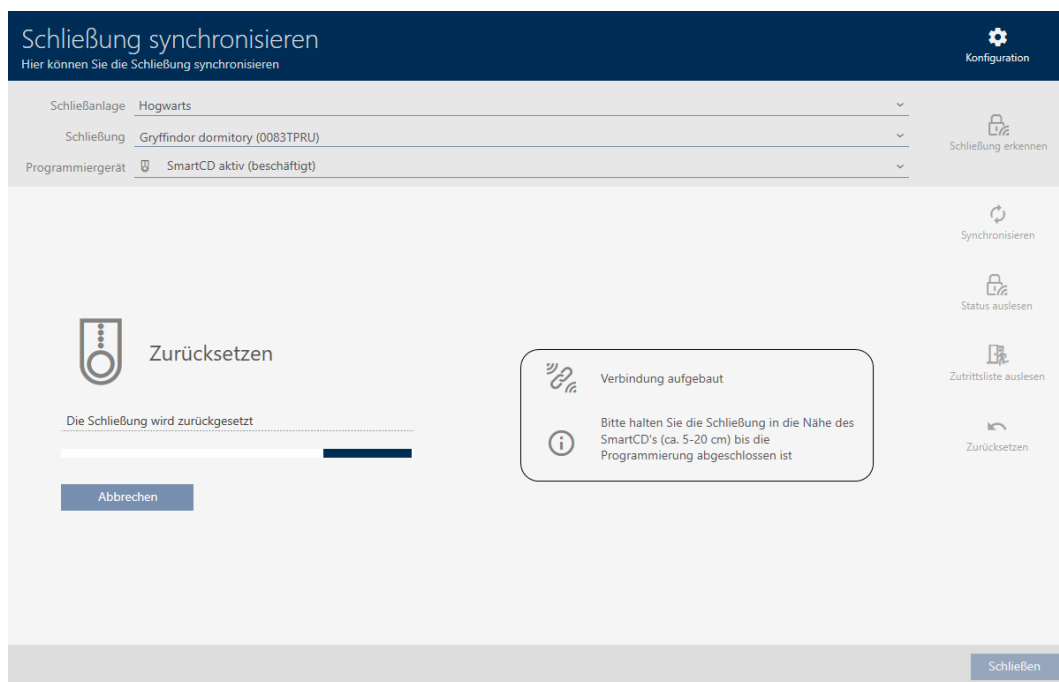 Schließung synchronisieren
Hier können Sie die Schließung synchronisieren
Konfiguration
Schließanlage Hogwarts
Schließung Gryffindor dormitory (0083TPRU)
Programmiergerät SmartCD aktiv (beschäftigt)
Schließung erkennen
Synchronisieren
Status auslesen
Zutrittsliste auslesen
Zurücksetzen
Zurücksetzen
Die Schließung wird zurückgesetzt
Abbrechen
Verbindung aufgebaut
Bitte halten Sie die Schließung in die Nähe des
SmartCD's (ca. 5-20 cm) bis die
Programmierung abgeschlossen ist
Schließen